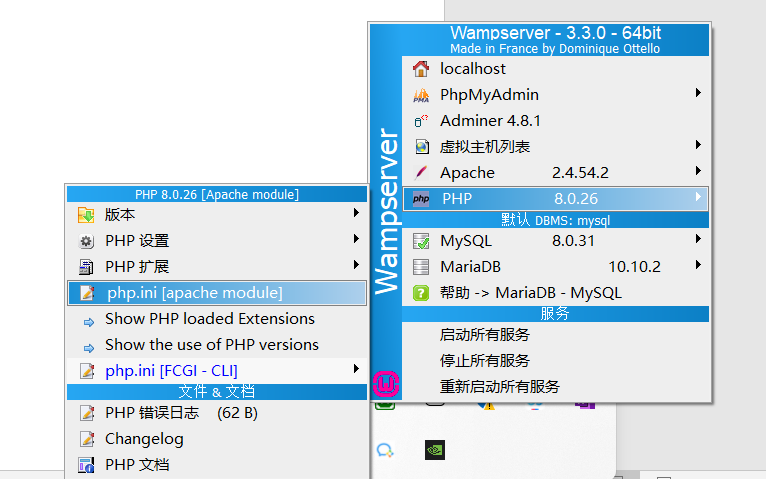 Wampserver - 3.3.0 - 64bit
Made in France by Dominique Ottello
Wampserver
localhost
PhpMyAdmin
Adminer 4.8.1
虚拟主机列表
Apache 2.4.54.2
PHP 8.0.26
默认 DBMS: mysql
MySQL 8.0.31
MariaDB 10.10.2
帮助 -> MariaDB - MySQL
服务
启动所有服务
停止所有服务
重新启动所有服务
PHP 8.0.26 [Apache module]
版本
PHP 设置
PHP 扩展
php.ini [apache module]
Show PHP loaded Extensions
Show the use of PHP versions
php.ini [FCGI - CLI]
文件 & 文档
PHP 错误日志 (62 B)
Changelog
PHP 文档